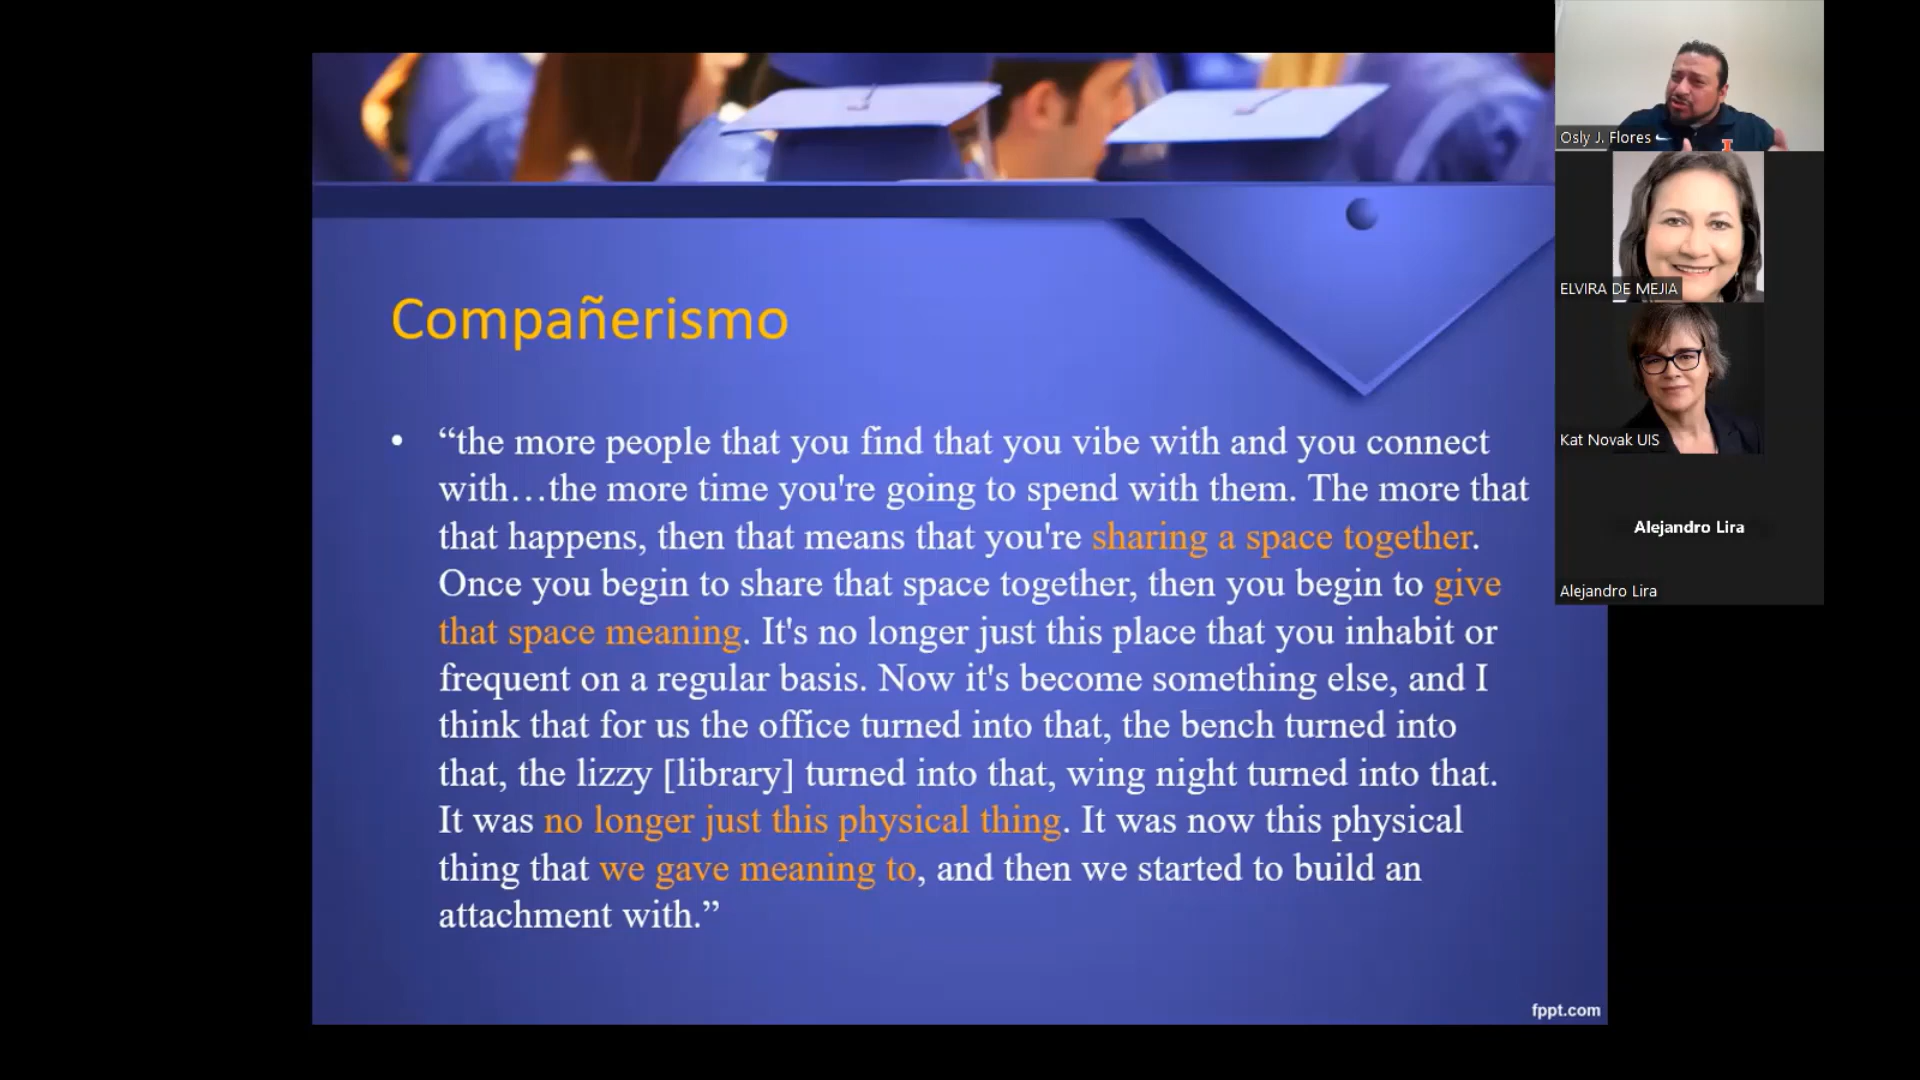 Compañerismo
• “the more people that you find that you vibe with and you connect
with…the more time you're going to spend with them. The more that
that happens, then that means that you're sharing a space together.
Once you begin to share that space together, then you begin to give
that space meaning. It's no longer just this place that you inhabit or
frequent on a regular basis. Now it's become something else, and I
think that for us the office turned into that, the bench turned into
that, the lizzy [library] turned into that, wing night turned into that.
It was no longer just this physical thing. It was now this physical
thing that we gave meaning to, and then we started to build an
attachment with.”
fppt.com
Osly J. Flores
I
ELVIRA DE MEJIA
Kat Novak UIS
Alejandro Lira
Alejandro Lira